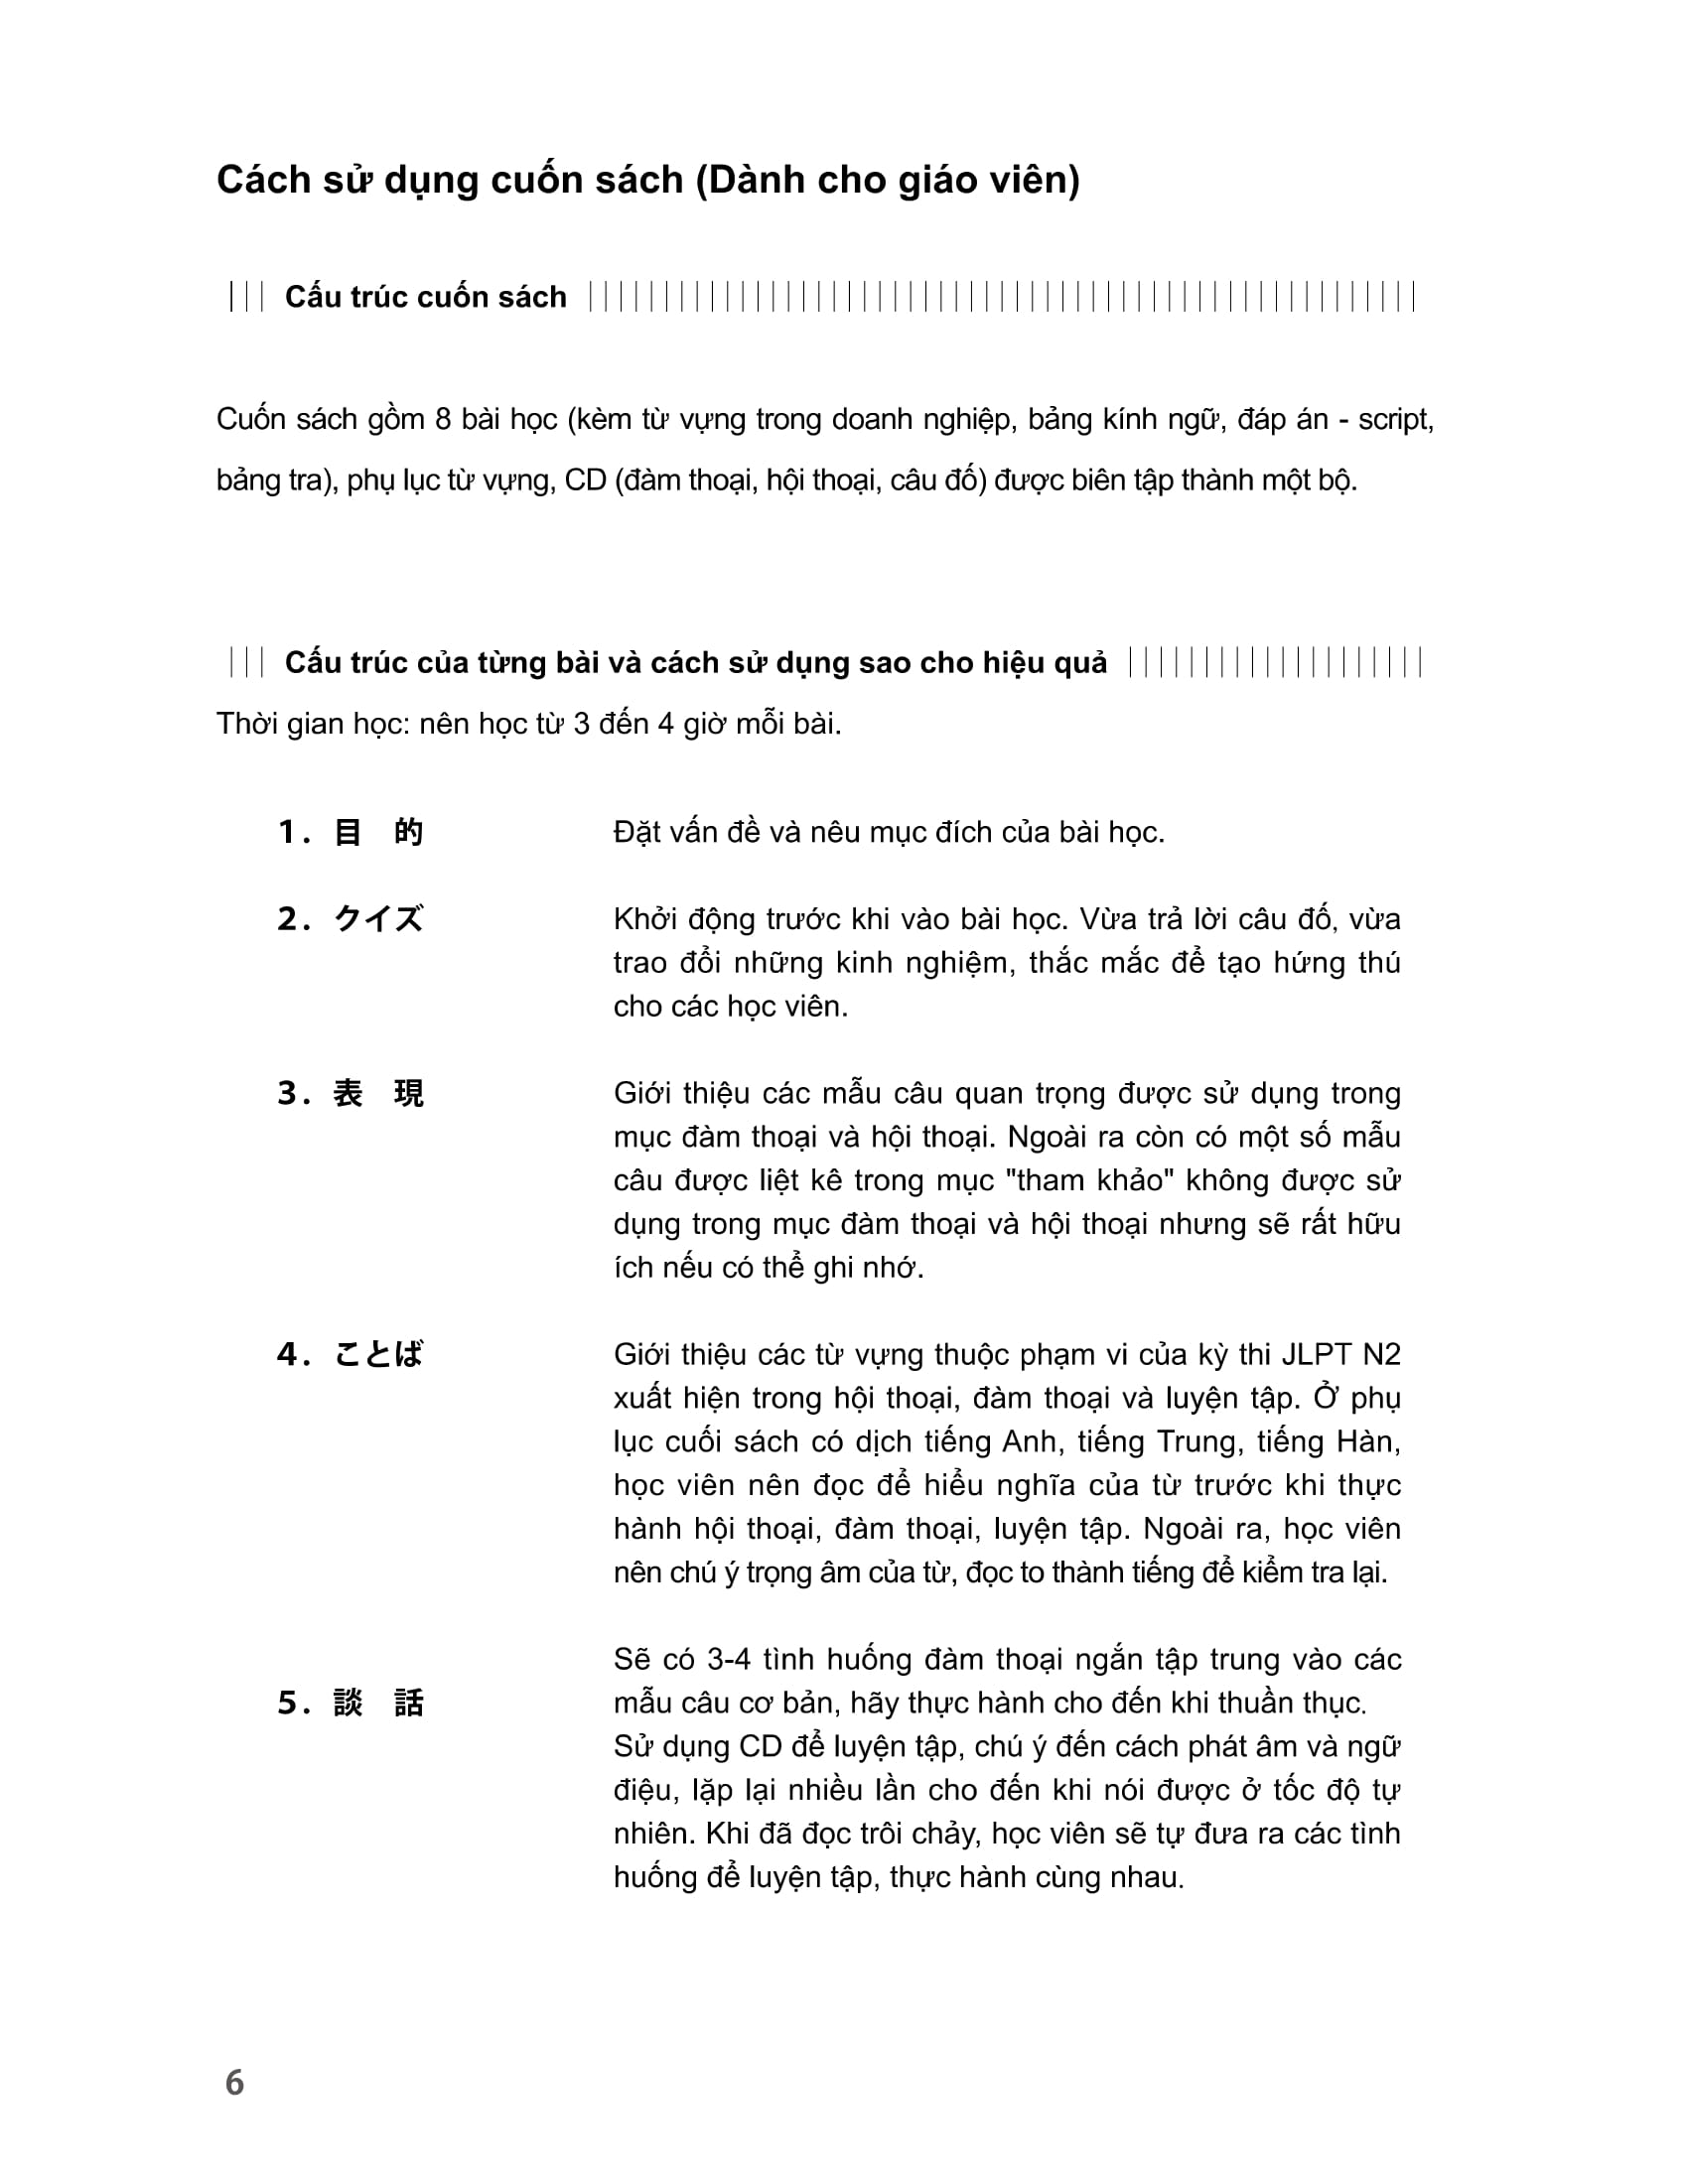 Cách sử dụng cuốn sách (Dành cho giáo viên)
Cấu trúc cuốn sách
Cuốn sách gồm 8 bài học (kèm từ vựng trong doanh nghiệp, bảng kính ngữ, đáp án - script,
bảng tra), phụ lục từ vựng, CD (đàm thoại, hội thoại, câu đố) được biên tập thành một bộ.
Cấu trúc của từng bài và cách sử dụng sao cho hiệu quả
Thời gian học: nên học từ 3 đến 4 giờ mỗi bài.
1. 目　的
Đặt vấn đề và nêu mục đích của bài học.
2. クイズ
Khởi động trước khi vào bài học. Vừa trả lời câu đố, vừa
trao đổi những kinh nghiệm, thắc mắc để tạo hứng thú
cho các học viên.
3. 表　現
Giới thiệu các mẫu câu quan trọng được sử dụng trong
mục đàm thoại và hội thoại. Ngoài ra còn có một số mẫu
câu được liệt kê trong mục "tham khảo" không được sử
dụng trong mục đàm thoại và hội thoại nhưng sẽ rất hữu
ích nếu có thể ghi nhớ.
4. ことば
Giới thiệu các từ vựng thuộc phạm vi của kỳ thi JLPT N2
xuất hiện trong hội thoại, đàm thoại và luyện tập. Ở phụ
lục cuối sách có dịch tiếng Anh, tiếng Trung, tiếng Hàn,
học viên nên đọc để hiểu nghĩa của từ trước khi thực
hành hội thoại, đàm thoại, luyện tập. Ngoài ra, học viên
nên chú ý trọng âm của từ, đọc to thành tiếng để kiểm tra lại.
5. 談　話
Sẽ có 3-4 tình huống đàm thoại ngắn tập trung vào các
mẫu câu cơ bản, hãy thực hành cho đến khi thuần thục.
Sử dụng CD để luyện tập, chú ý đến cách phát âm và ngữ
điệu, lặp lại nhiều lần cho đến khi nói được ở tốc độ tự
nhiên. Khi đã đọc trôi chảy, học viên sẽ tự đưa ra các tình
huống để luyện tập, thực hành cùng nhau.
6